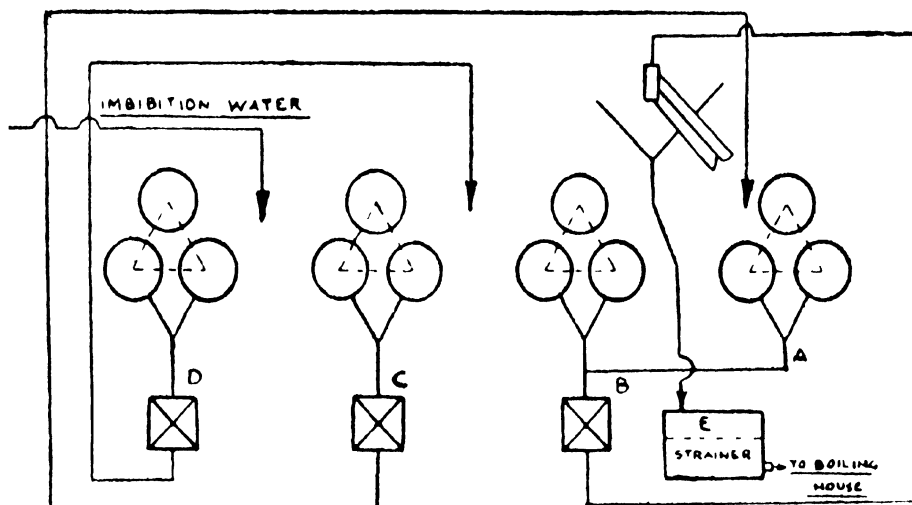 IMBIBITION WATER
A
D
C
B
E
STRAINER
TO BOILING
HOUSE